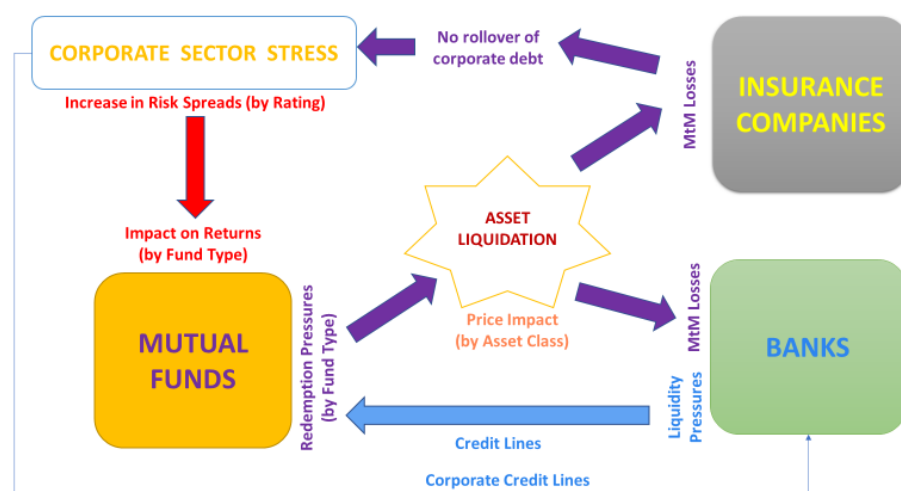 CORPORATE SECTOR STRESS
No rollover of
corporate debt
MtM Losses
INSURANCE
COMPANIES
Increase in Risk Spreads (by Rating)
Impact on Returns
(by Fund Type)
ASSET
LIQUIDATION
Price Impact
(by Asset Class)
MUTUAL
FUNDS
Redemption Pressures
(by Fund Type)
MtM Losses
Liquidity
Pressures
BANKS
Credit Lines
Corporate Credit Lines